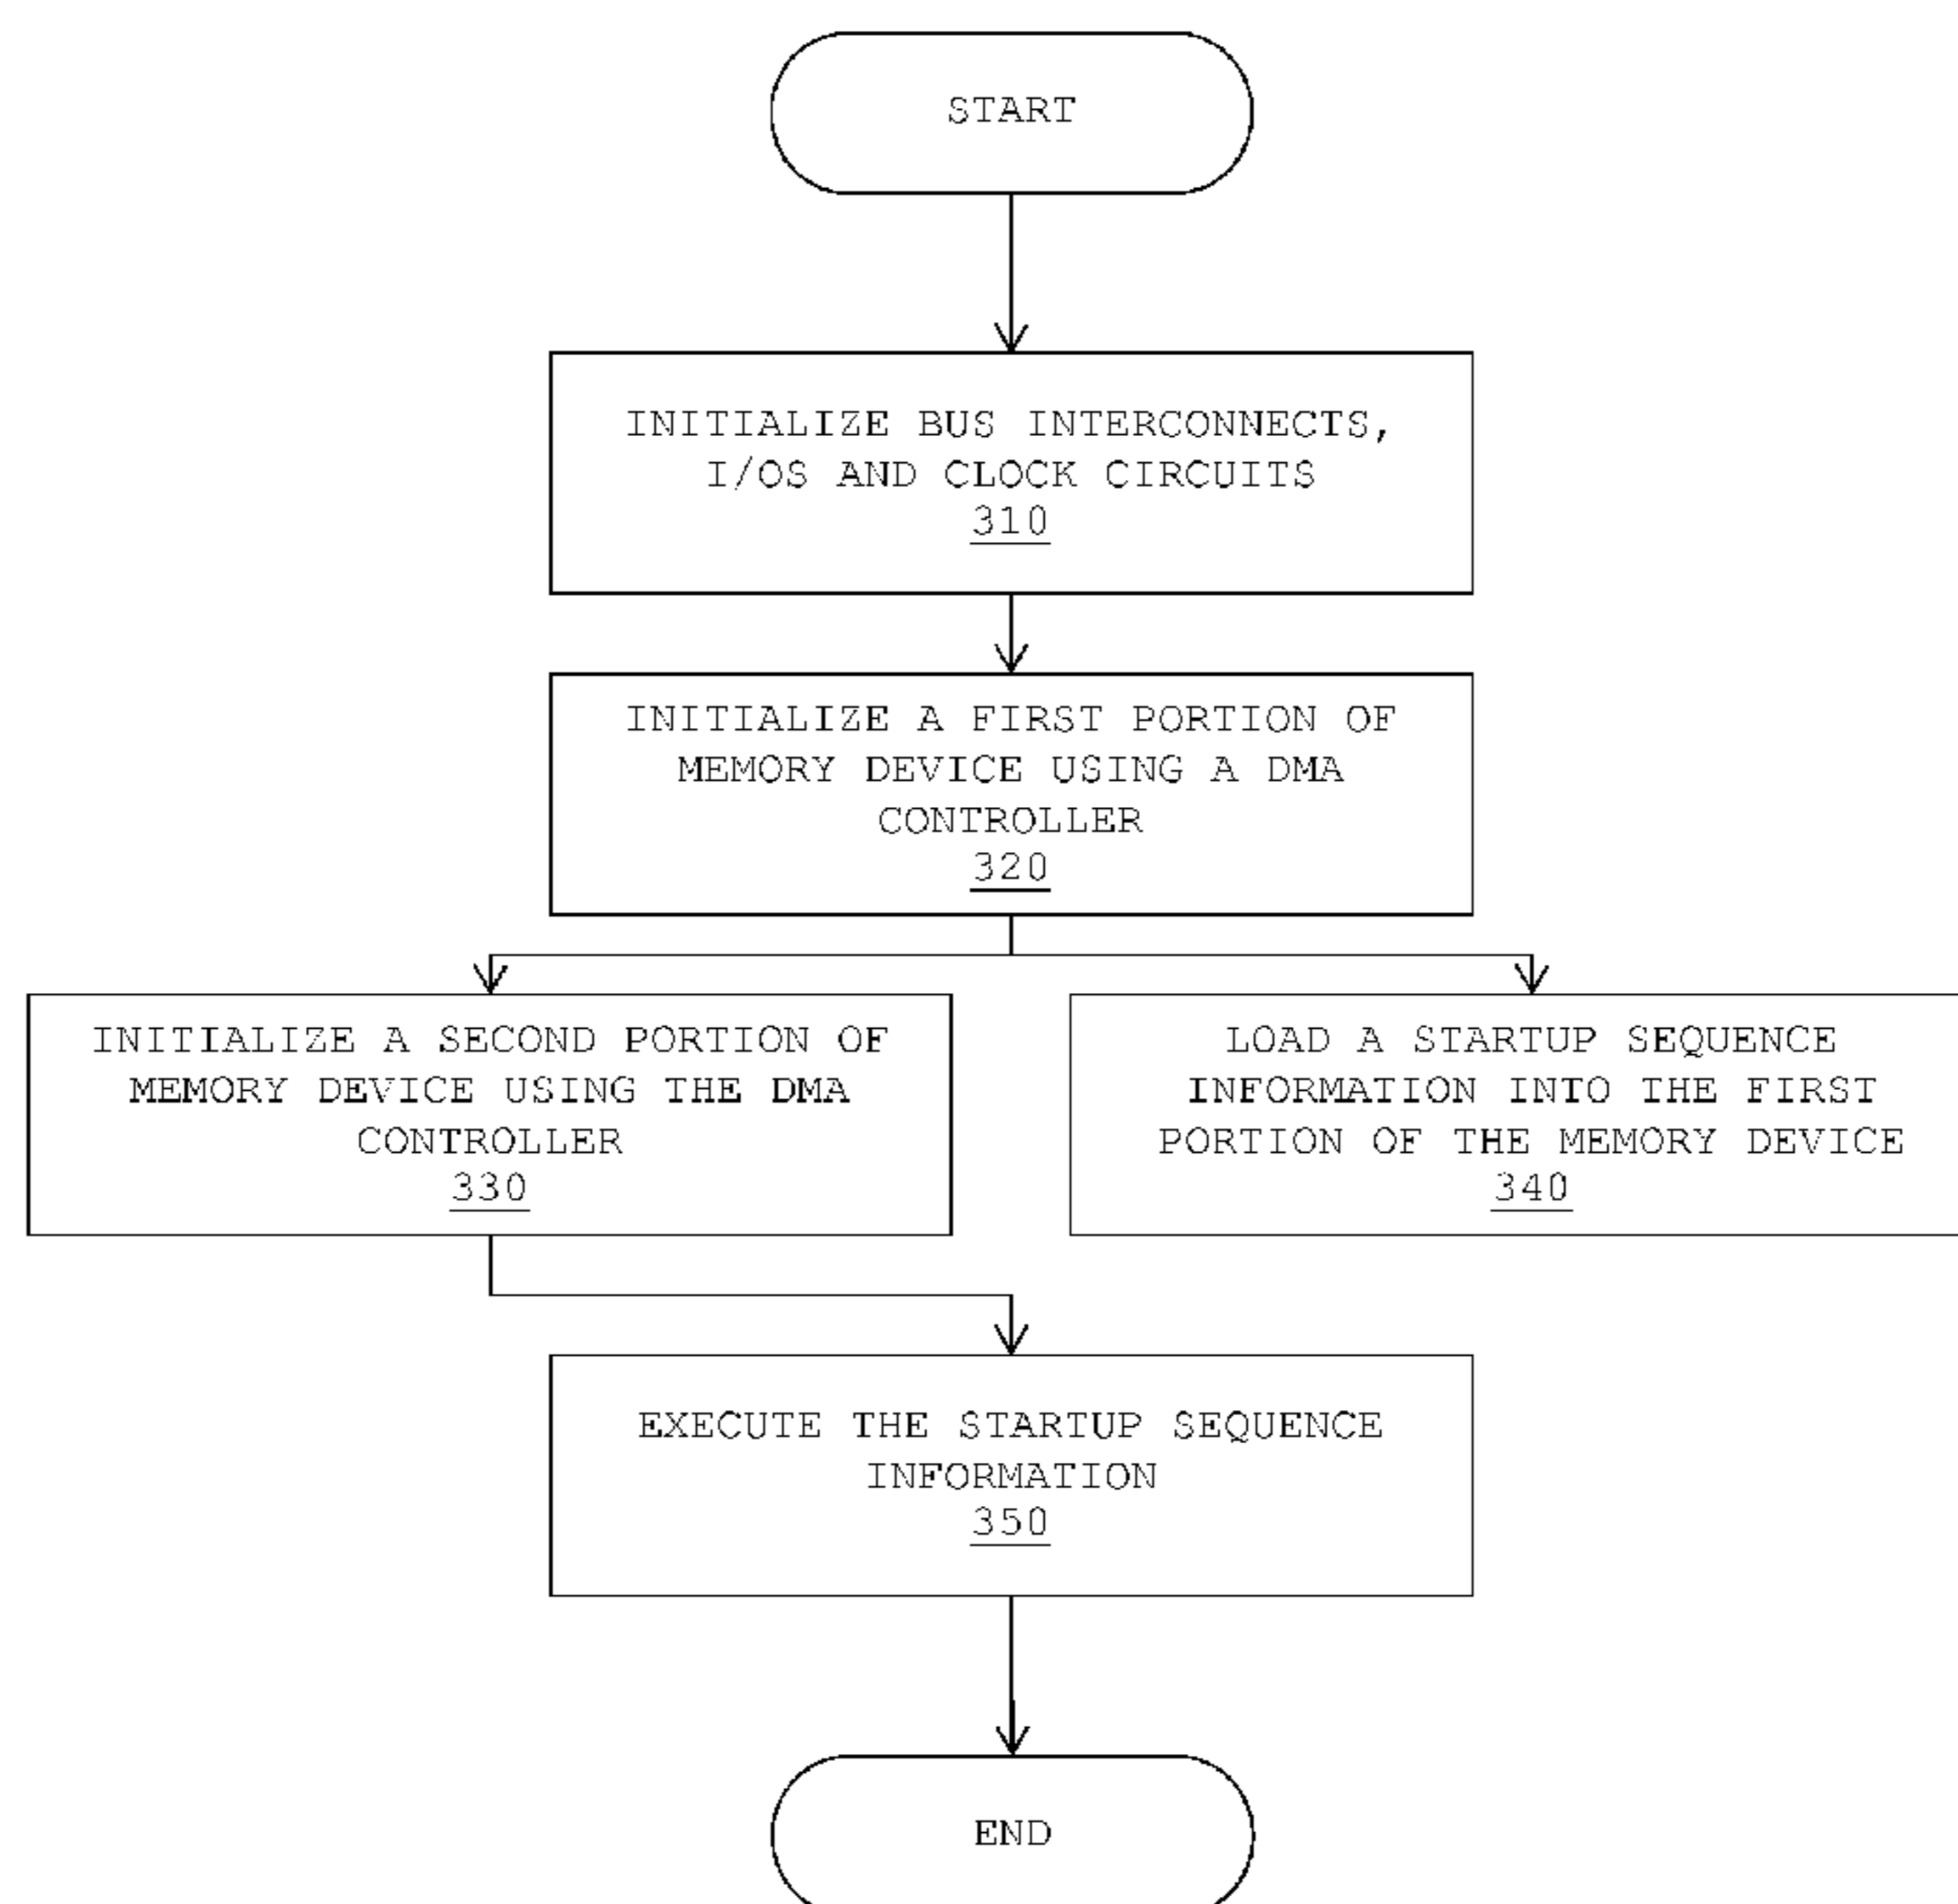 START
INITIALIZE BUS INTERCONNECTS,
I/OS AND CLOCK CIRCUITS
310
INITIALIZE A FIRST PORTION OF
MEMORY DEVICE USING A DMA
CONTROLLER
320
INITIALIZE A SECOND PORTION OF
MEMORY DEVICE USING THE DMA
CONTROLLER
330
LOAD A STARTUP SEQUENCE
INFORMATION INTO THE FIRST
PORTION OF THE MEMORY DEVICE
340
EXECUTE THE STARTUP SEQUENCE
INFORMATION
350
END